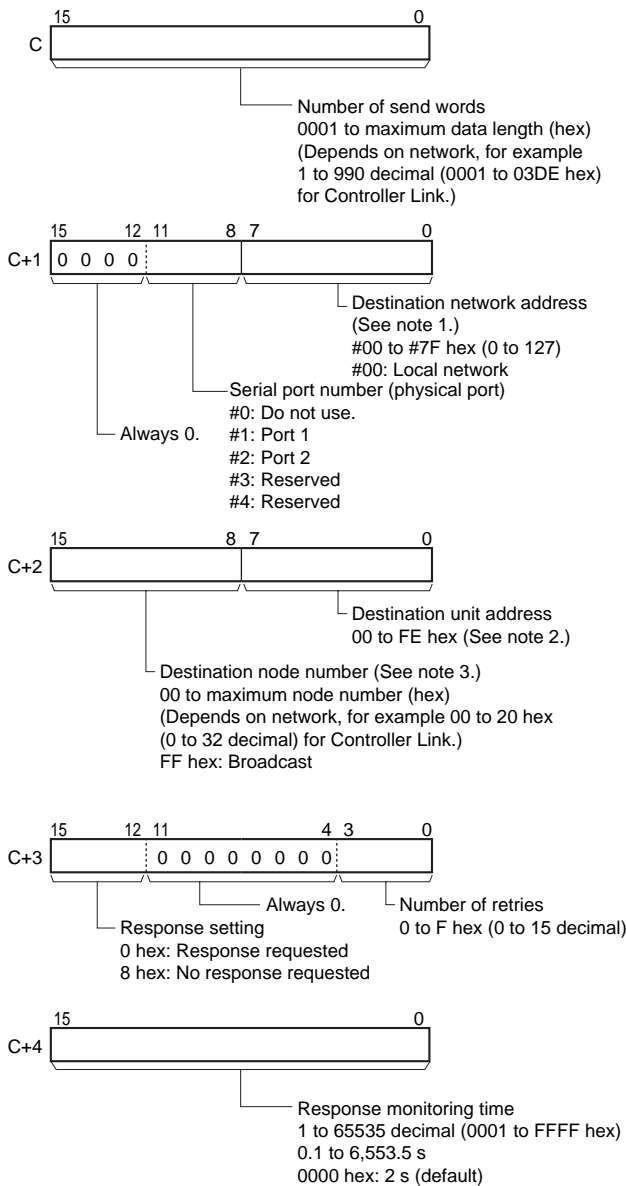 15 0
C
Number of send words
0001 to maximum data length (hex)
(Depends on network, for example
1 to 990 decimal (0001 to 03DE hex)
for Controller Link.)
15 12 11 8 7 0
C+1 0 0 0 0
Destination network address
(See note 1.)
#00 to #7F hex (0 to 127)
#00: Local network
Serial port number (physical port)
#0: Do not use.
Always 0.
#1: Port 1
#2: Port 2
#3: Reserved
#4: Reserved
15 8 7 0
C+2
Destination unit address
00 to FE hex (See note 2.)
Destination node number (See note 3.)
00 to maximum node number (hex)
(Depends on network, for example 00 to 20 hex
(0 to 32 decimal) for Controller Link.)
FF hex: Broadcast
15 12 11 4 3 0
C+3 0 0 0 0 0 0 0 0
Always 0.
Number of retries
0 to F hex (0 to 15 decimal)
Response setting
0 hex: Response requested
8 hex: No response requested
15 0
C+4
Response monitoring time
1 to 65535 decimal (0001 to FFFF hex)
0.1 to 6,553.5 s
0000 hex: 2 s (default)